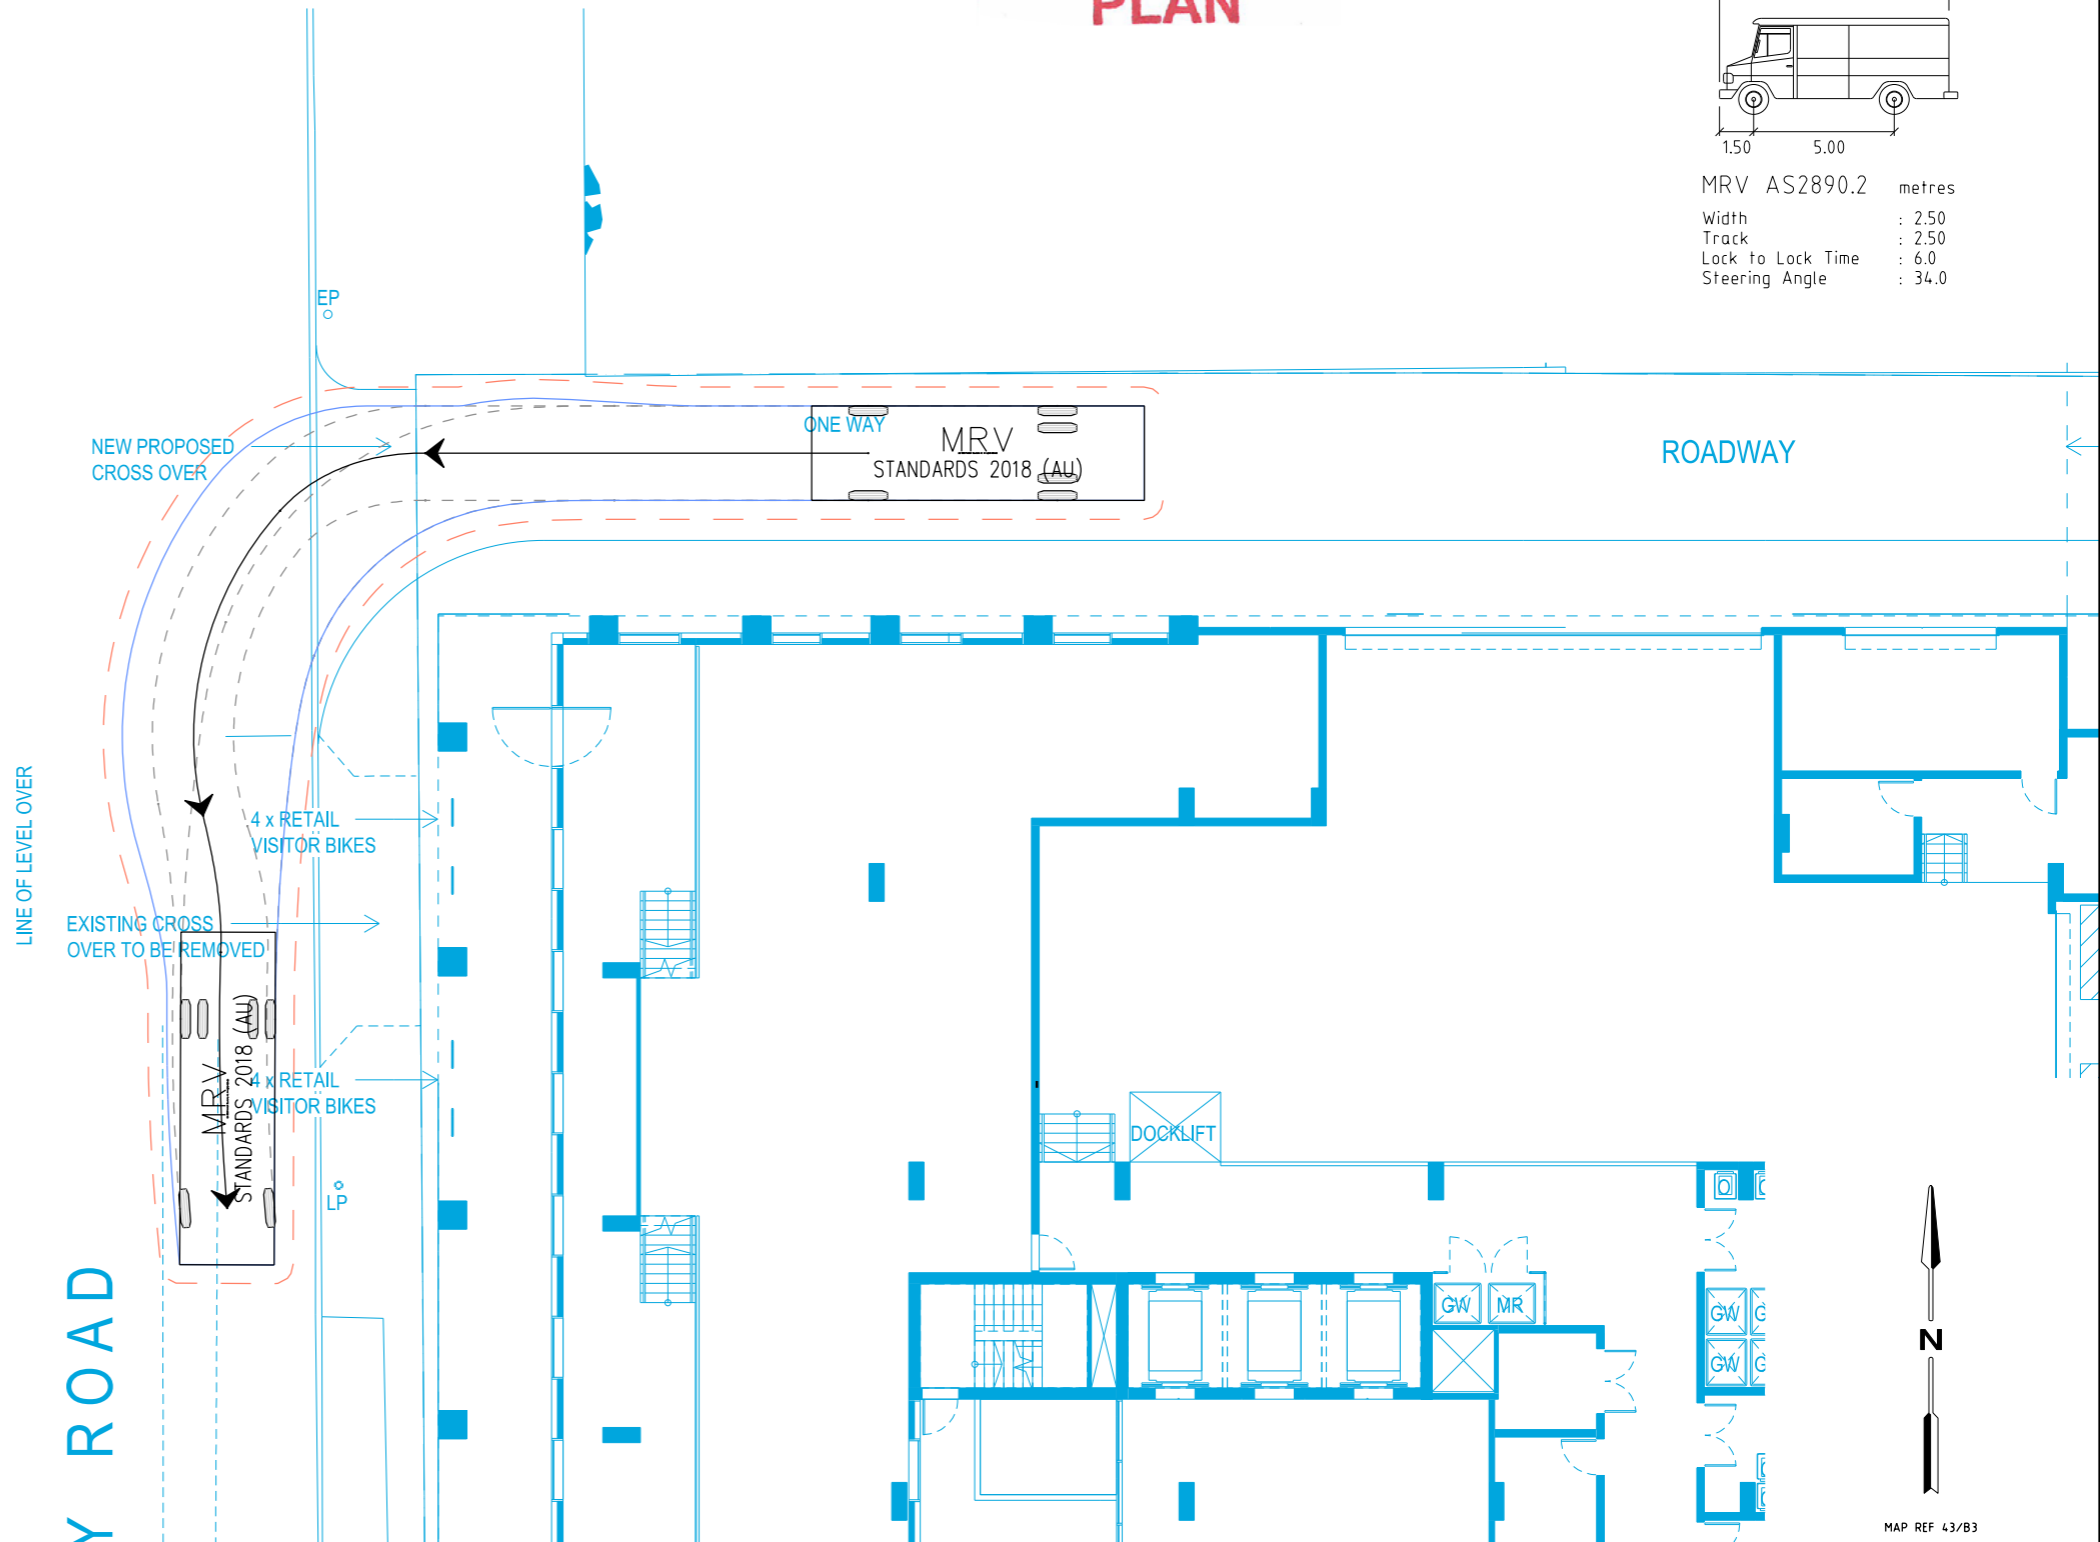 PLAN
1.50 5.00
MRV AS2890.2 metres
Width : 2.50
Track : 2.50
Lock to Lock Time : 6.0
Steering Angle : 34.0
EP
NEW PROPOSED
CROSS OVER
ONE WAY
MRV
STANDARDS 2018 (AU)
ROADWAY
LINE OF LEVEL OVER
4 x RETAIL
VISITOR BIKES
EXISTING CROSS
OVER TO BE REMOVED
MRV
STANDARDS 2018 (AU)
4 x RETAIL
VISITOR BIKES
LP
DOCKLIFT
GW MR
GW G
GW G
Y ROAD
N
MAP REF 43/B3